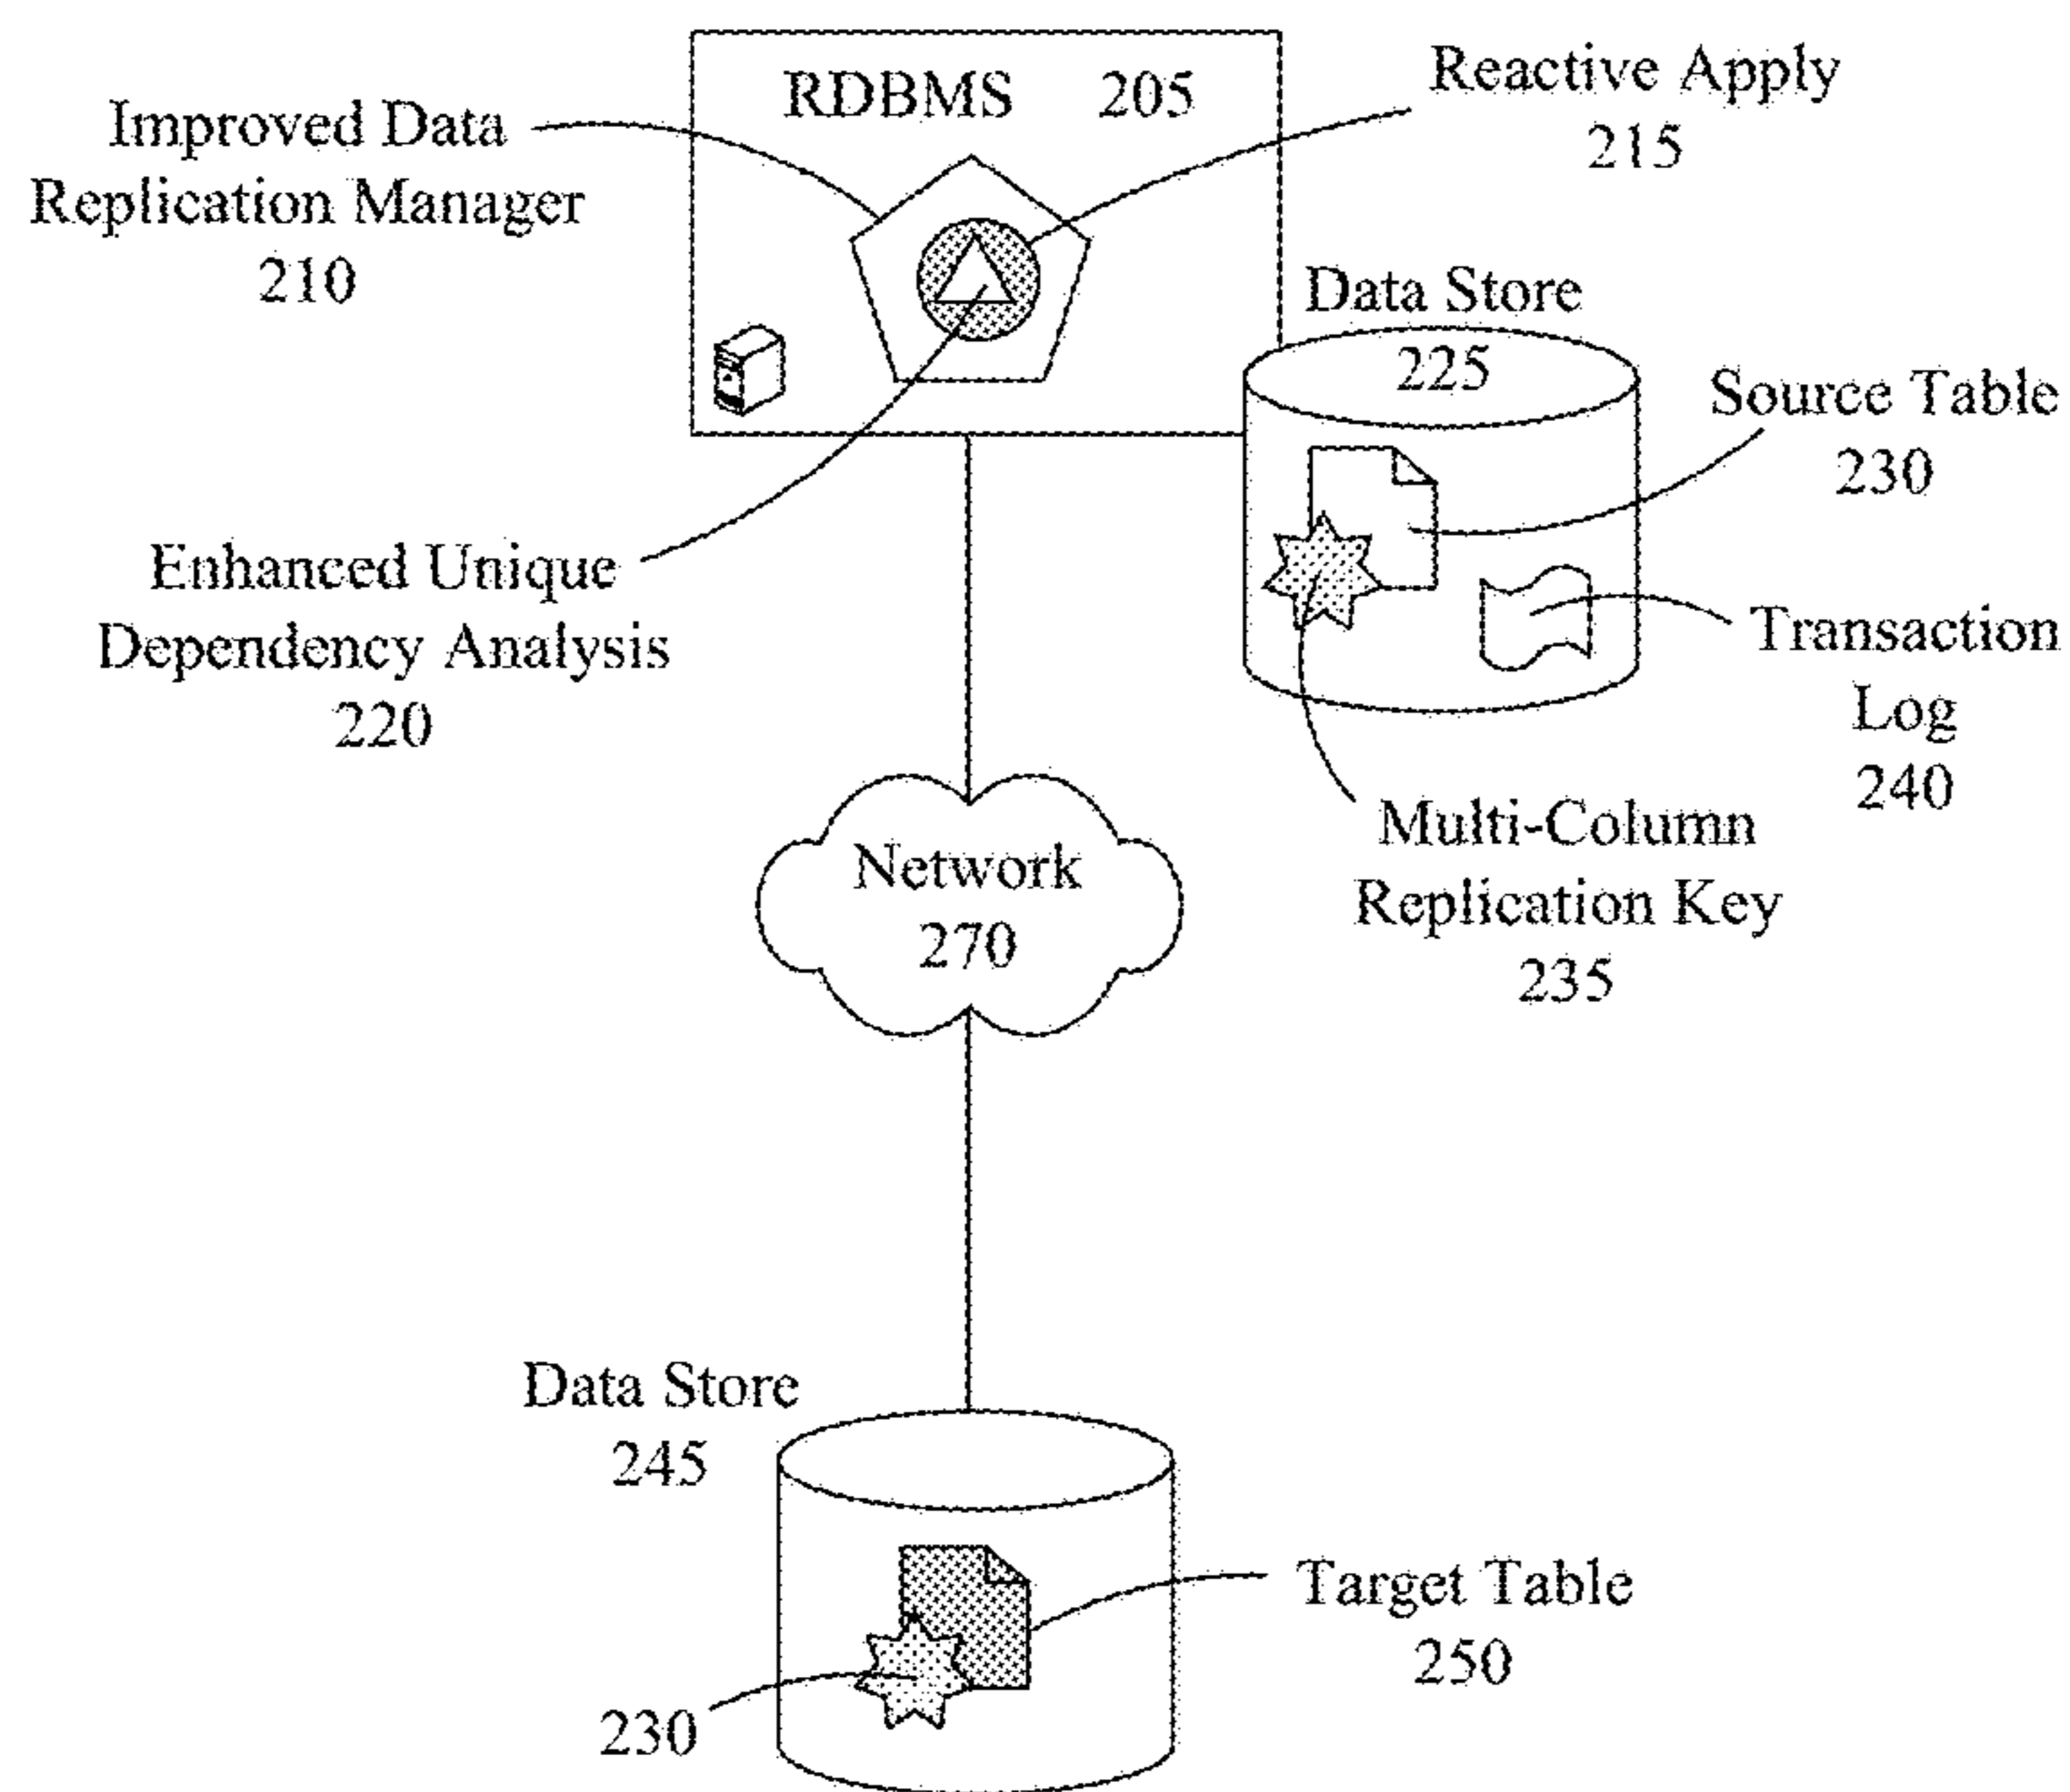 RDBMS 205
Improved Data
Replication Manager
210
Reactive Apply
215
Data Store
225
Source Table
230
Enhanced Unique
Dependency Analysis
220
Transaction
Log
240
Multi-Column
Replication Key
235
Network
270
Data Store
245
Target Table
250
230